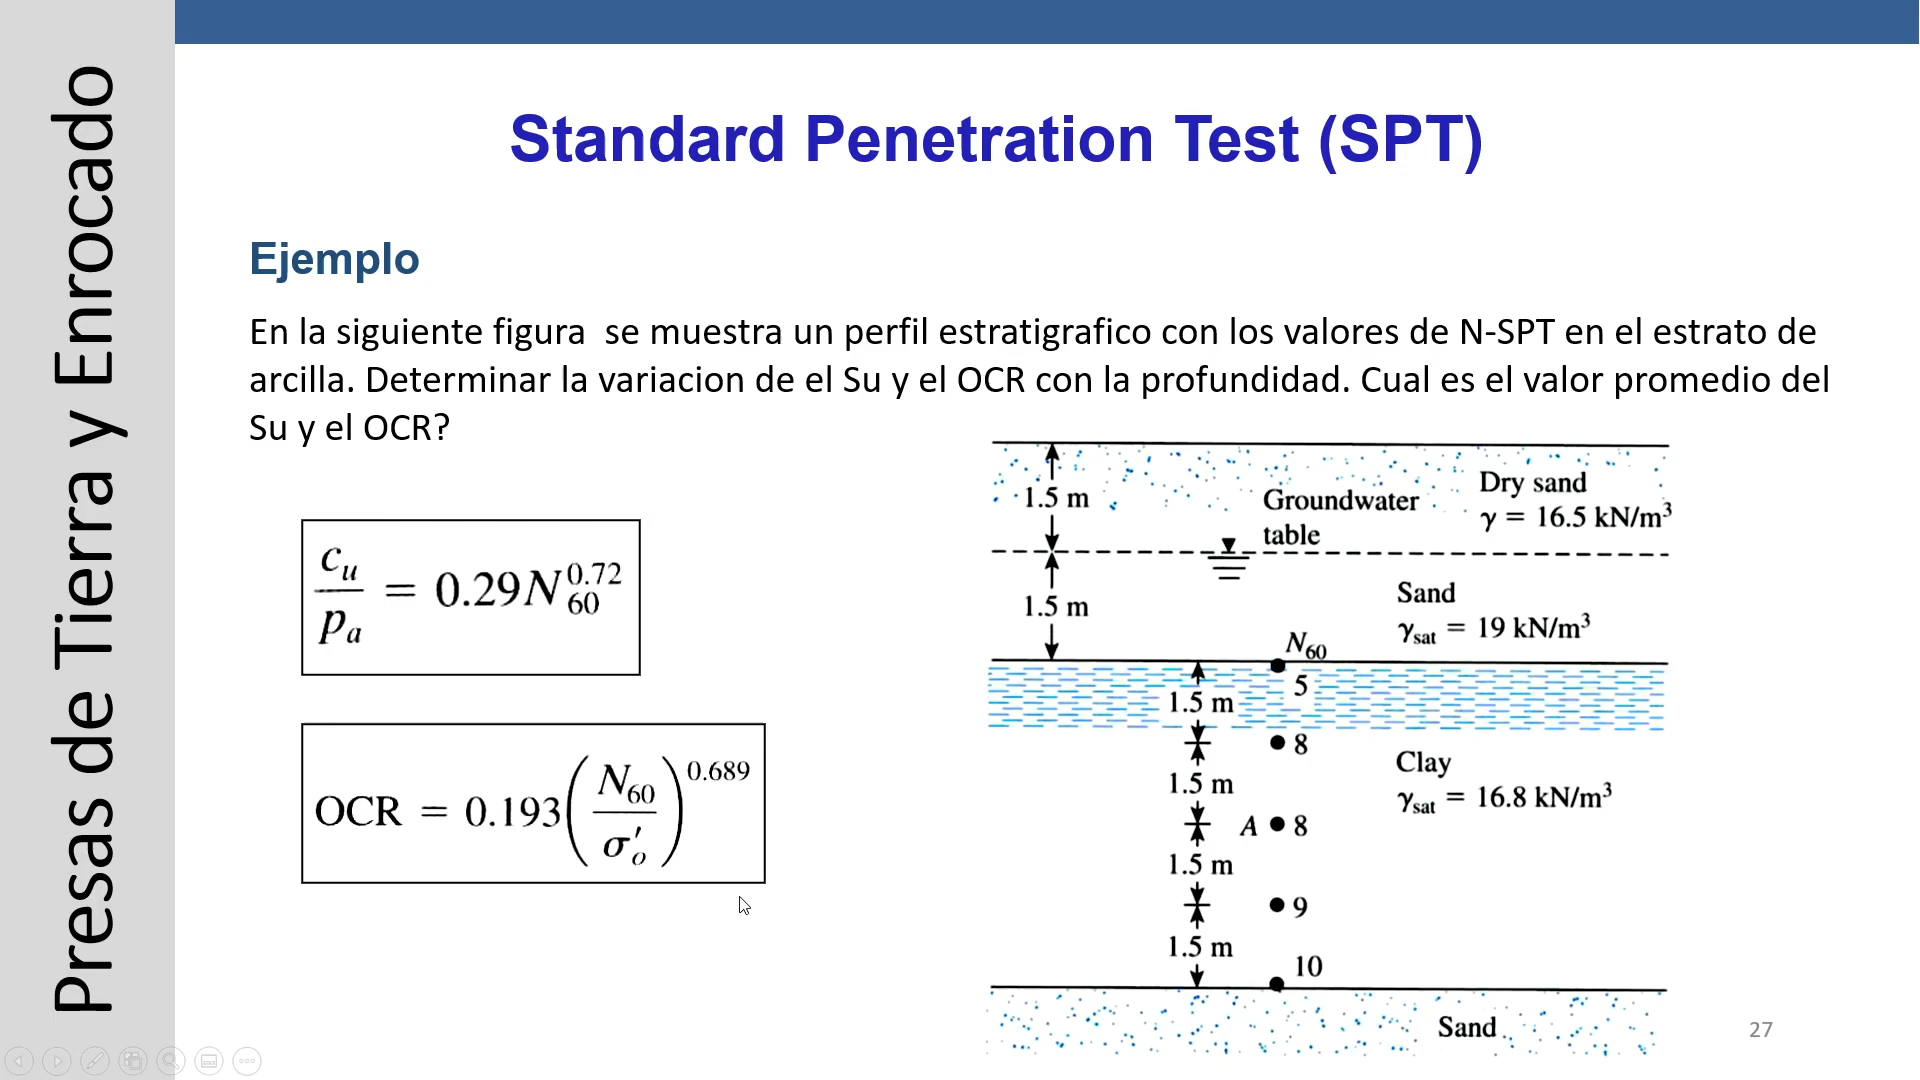 Presas de Tierra y Enrocado
Standard Penetration Test (SPT)
Ejemplo
En la siguiente figura  se muestra un perfil estratigrafico con los valores de N-SPT en el estrato de
arcilla. Determinar la variacion de el Su y el OCR con la profundidad. Cual es el valor promedio del
Su y el OCR?
c_u / p_a = 0.29N_60^0.72
OCR = 0.193(N_60 / σ'_o)^0.689
1.5 m
Groundwater
table
Dry sand
γ = 16.5 kN/m³
1.5 m
Sand
γsat = 19 kN/m³
N60
5
1.5 m
8
1.5 m
Clay
γsat = 16.8 kN/m³
A 8
1.5 m
9
1.5 m
10
Sand
27